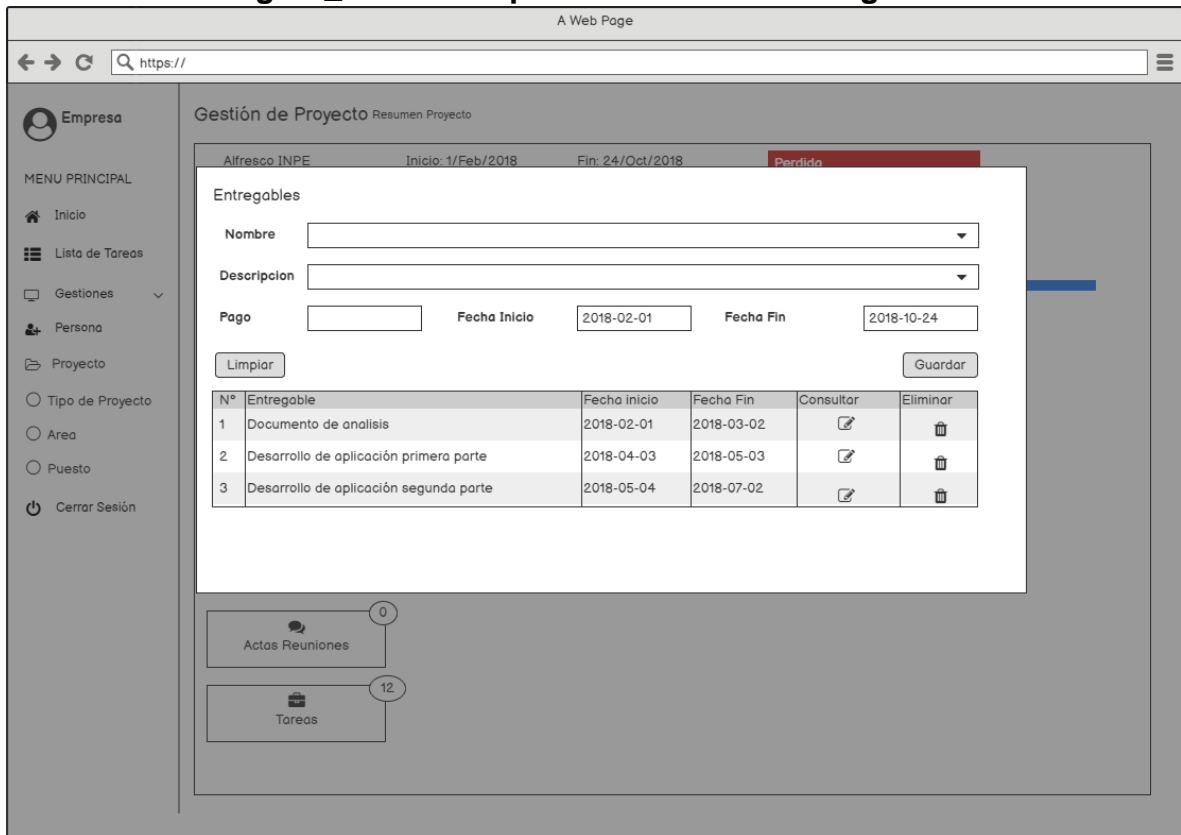 A Web Page
https://
Empresa
MENU PRINCIPAL
Inicio
Lista de Tareas
Gestiones
Persona
Proyecto
Tipo de Proyecto
Area
Puesto
Cerrar Sesión
Gestión de Proyecto Resumen Proyecto
Alfresco INPE Inicio: 1/Feb/2018 Fin: 24/Oct/2018 Perdido
Entregables
Nombre
Descripcion
Pago Fecha Inicio 2018-02-01 Fecha Fin 2018-10-24
Limpiar Guardar
N° Entregable Fecha inicio Fecha Fin Consultar Eliminar
1 Documento de analisis 2018-02-01 2018-03-02
2 Desarrollo de aplicación primera parte 2018-04-03 2018-05-03
3 Desarrollo de aplicación segunda parte 2018-05-04 2018-07-02
0
Actas Reuniones
12
Tareas